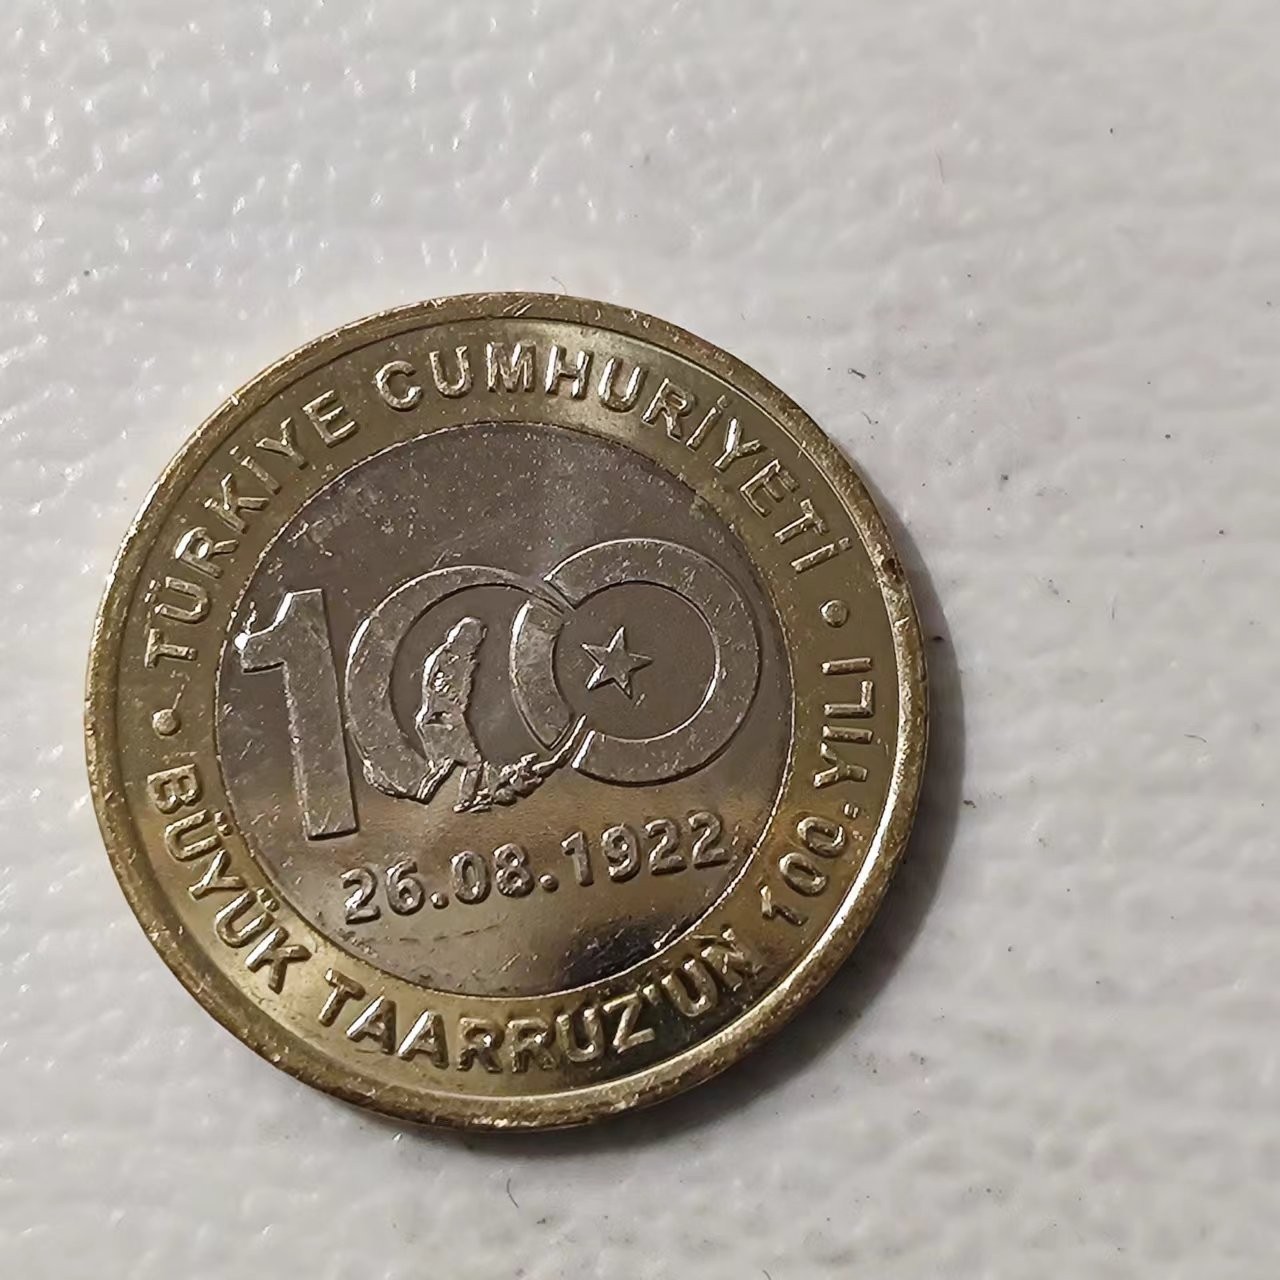 • TÜRKİYE CUMHURİYETİ •
100
26.08.1922
BÜYÜK TAARRUZ'UN 100. YILI